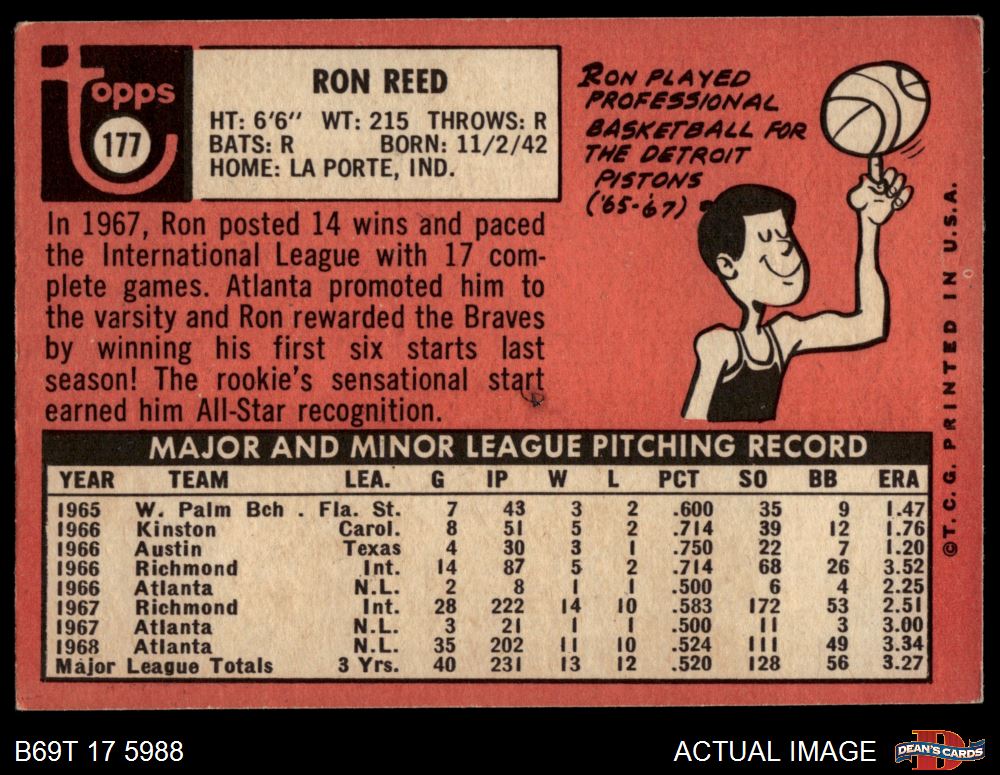 Topps
177
RON REED
HT: 6'6" WT: 215 THROWS: R
BATS: R BORN: 11/2/42
HOME: LA PORTE, IND.
RON PLAYED
PROFESSIONAL
BASKETBALL FOR
THE DETROIT
PISTONS
('65-'67)
In 1967, Ron posted 14 wins and paced
the International League with 17 com-
plete games. Atlanta promoted him to
the varsity and Ron rewarded the Braves
by winning his first six starts last
season! The rookie's sensational start
earned him All-Star recognition.
MAJOR AND MINOR LEAGUE PITCHING RECORD
YEAR TEAM LEA. G IP W L PCT SO BB ERA
1965 W. Palm Bch . Fla. St. 7 43 3 2 .600 35 9 1.47
1966 Kinston Carol. 8 51 5 2 .714 39 12 1.76
1966 Austin Texas 4 30 3 1 .750 22 7 1.20
1966 Richmond Int. 14 87 5 2 .714 68 26 3.52
1966 Atlanta N.L. 2 8 1 1 .500 6 4 2.25
1967 Richmond Int. 28 222 14 10 .583 172 53 2.51
1967 Atlanta N.L. 3 21 1 1 .500 11 3 3.00
1968 Atlanta N.L. 35 202 11 10 .524 111 49 3.34
Major League Totals 3 Yrs. 40 231 13 12 .520 128 56 3.27
©T.C.G. PRINTED IN U.S.A.
B69T 17 5988
ACTUAL IMAGE
D
DEAN'S CARDS